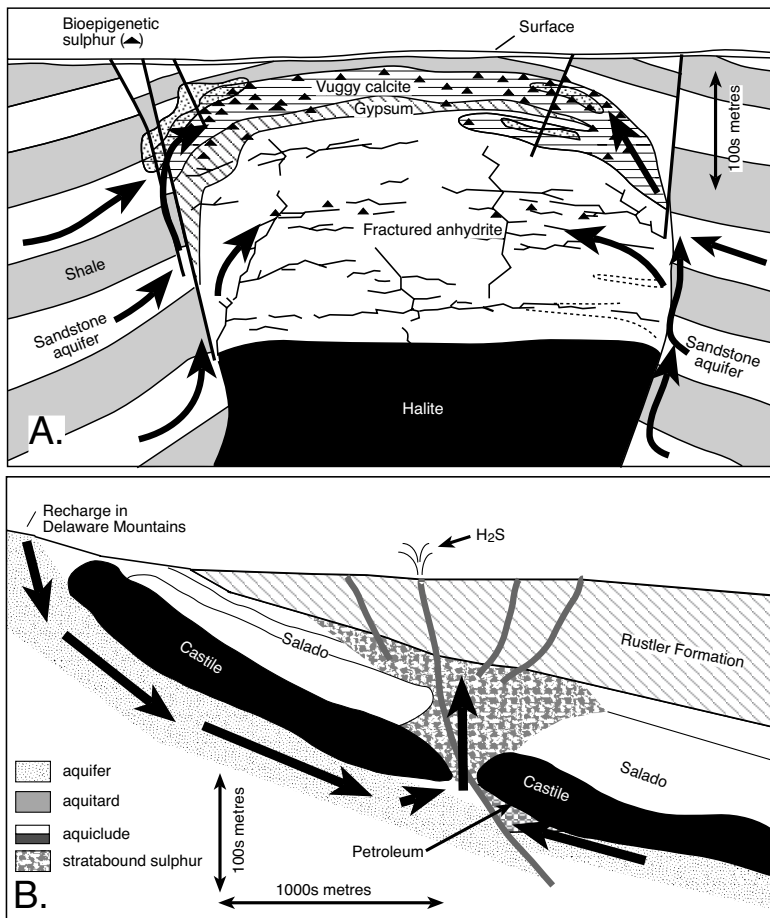 Bioepigenetic
sulphur (▲)
Surface
Vuggy calcite
Gypsum
100s metres
Fractured anhydrite
Shale
Sandstone
aquifer
Sandstone
aquifer
Halite
A.
Recharge in
Delaware Mountains
H₂S
Castile
Salado
Rustler Formation
Salado
Castile
aquifer
aquitard
aquiclude
stratabound sulphur
100s metres
Petroleum
1000s metres
B.